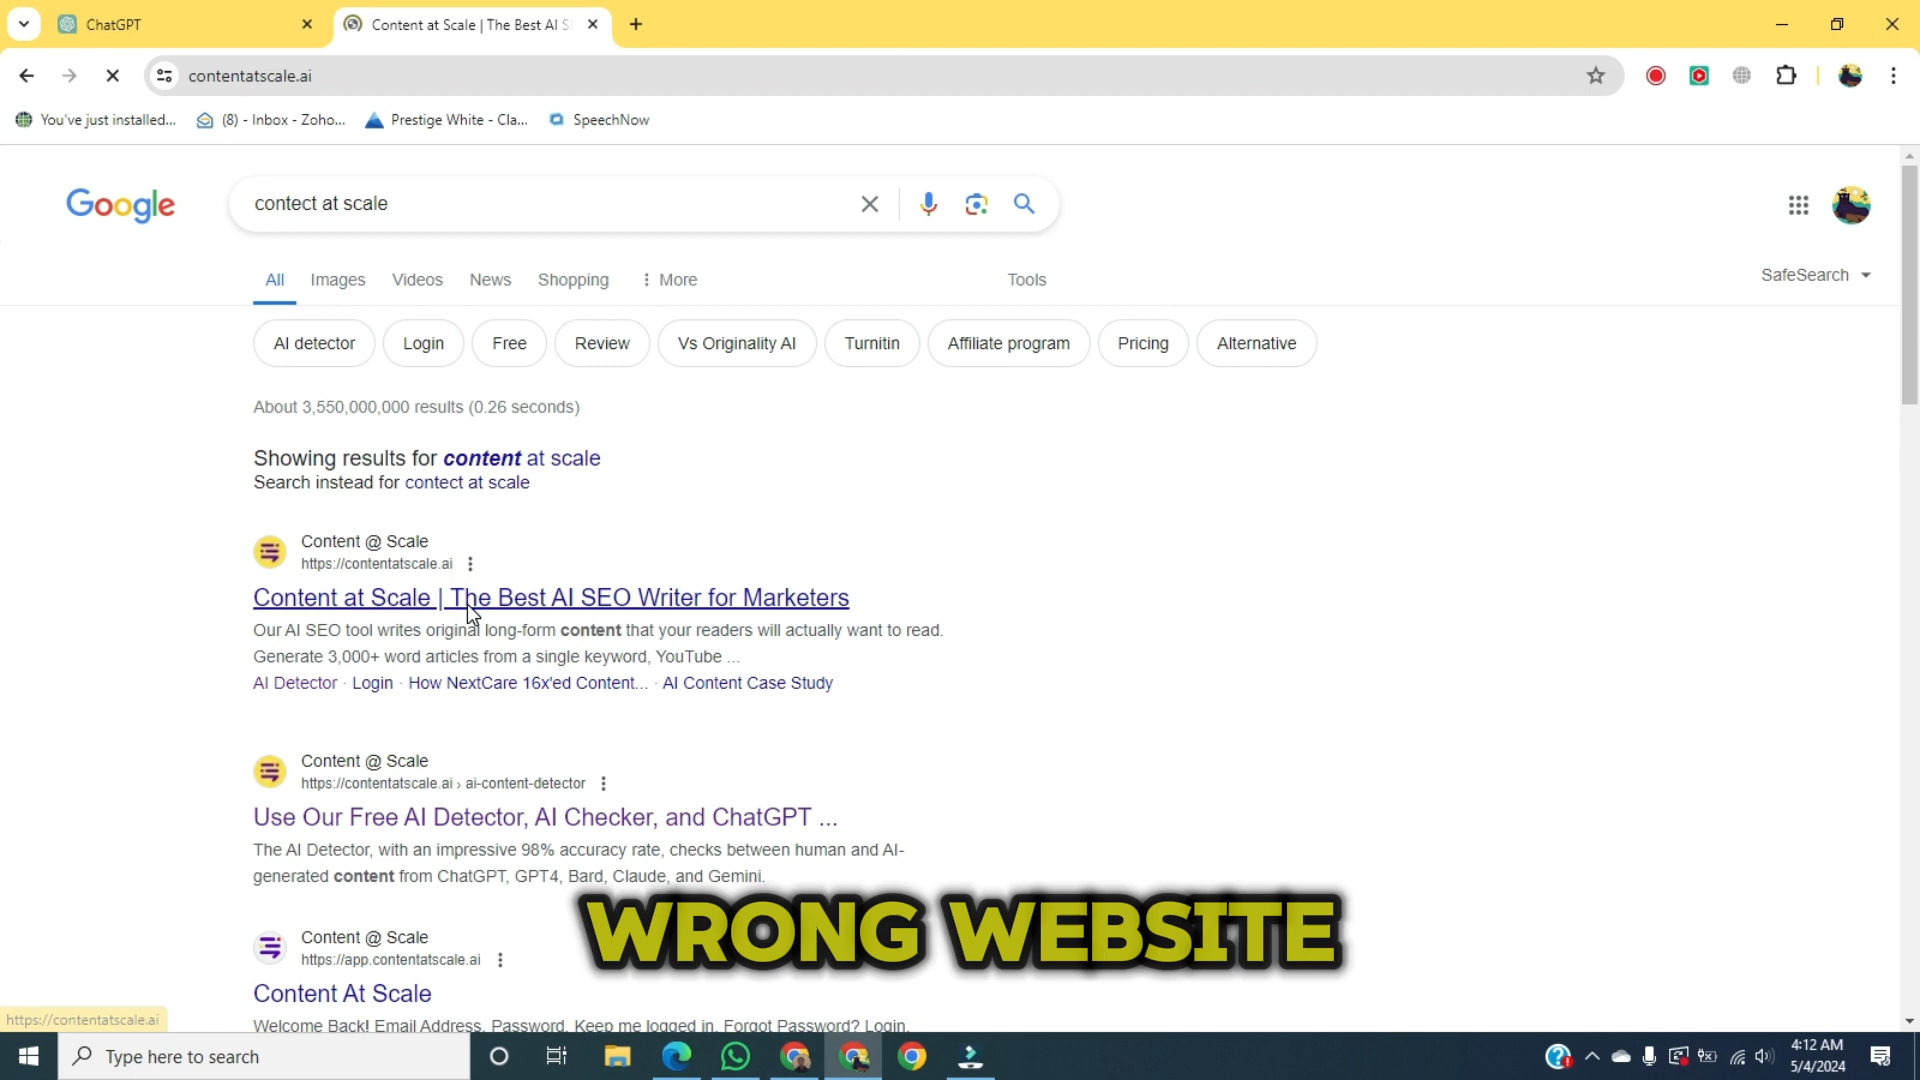 ChatGPT
Content at Scale | The Best AI S
contentatscale.ai
You've just installed...
(8) - Inbox - Zoho...
Prestige White - Cla...
SpeechNow
Google
contect at scale
All
Images
Videos
News
Shopping
More
Tools
SafeSearch
AI detector
Login
Free
Review
Vs Originality AI
Turnitin
Affiliate program
Pricing
Alternative
About 3,550,000,000 results (0.26 seconds)
Showing results for content at scale
Search instead for contect at scale
Content @ Scale
https://contentatscale.ai
Content at Scale | The Best AI SEO Writer for Marketers
Our AI SEO tool writes original long-form content that your readers will actually want to read.
Generate 3,000+ word articles from a single keyword, YouTube ...
AI Detector · Login · How NextCare 16x'ed Content... · AI Content Case Study
Content @ Scale
https://contentatscale.ai › ai-content-detector
Use Our Free AI Detector, AI Checker, and ChatGPT ...
The AI Detector, with an impressive 98% accuracy rate, checks between human and AI-
generated content from ChatGPT, GPT4, Bard, Claude, and Gemini.
WRONG WEBSITE
Content @ Scale
https://app.contentatscale.ai
Content At Scale
Welcome Back! Email Address. Password. Keep me logged in. Forgot Password? Login.
https://contentatscale.ai
Type here to search
4:12 AM
5/4/2024